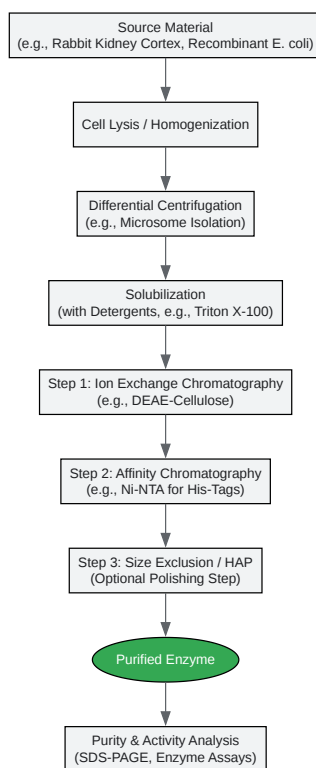 Source Material
(e.g., Rabbit Kidney Cortex, Recombinant E. coli)
Cell Lysis / Homogenization
Differential Centrifugation
(e.g., Microsome Isolation)
Solubilization
(with Detergents, e.g., Triton X-100)
Step 1: Ion Exchange Chromatography
(e.g., DEAE-Cellulose)
Step 2: Affinity Chromatography
(e.g., Ni-NTA for His-Tags)
Step 3: Size Exclusion / HAP
(Optional Polishing Step)
Purified Enzyme
Purity & Activity Analysis
(SDS-PAGE, Enzyme Assays)